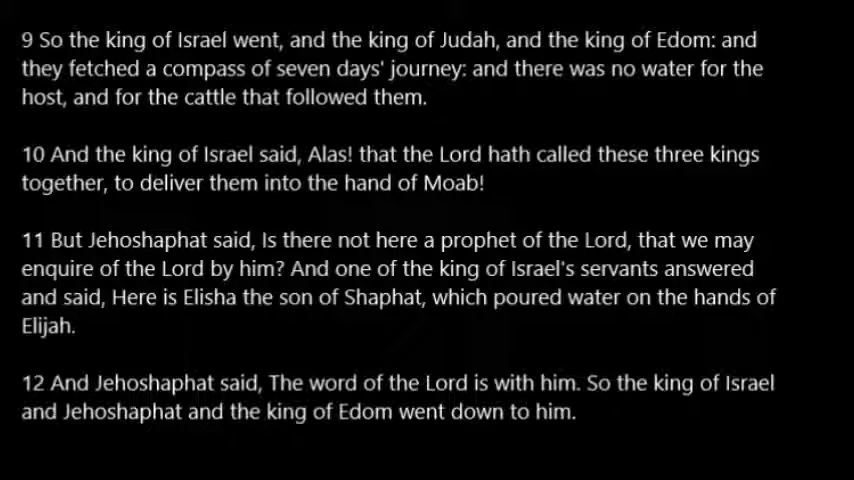 9 So the king of Israel went, and the king of Judah, and the king of Edom: and
they fetched a compass of seven days' journey: and there was no water for the
host, and for the cattle that followed them.
10 And the king of Israel said, Alas! that the Lord hath called these three kings
together, to deliver them into the hand of Moab!
11 But Jehoshaphat said, Is there not here a prophet of the Lord, that we may
enquire of the Lord by him? And one of the king of Israel's servants answered
and said, Here is Elisha the son of Shaphat, which poured water on the hands of
Elijah.
12 And Jehoshaphat said, The word of the Lord is with him. So the king of Israel
and Jehoshaphat and the king of Edom went down to him.